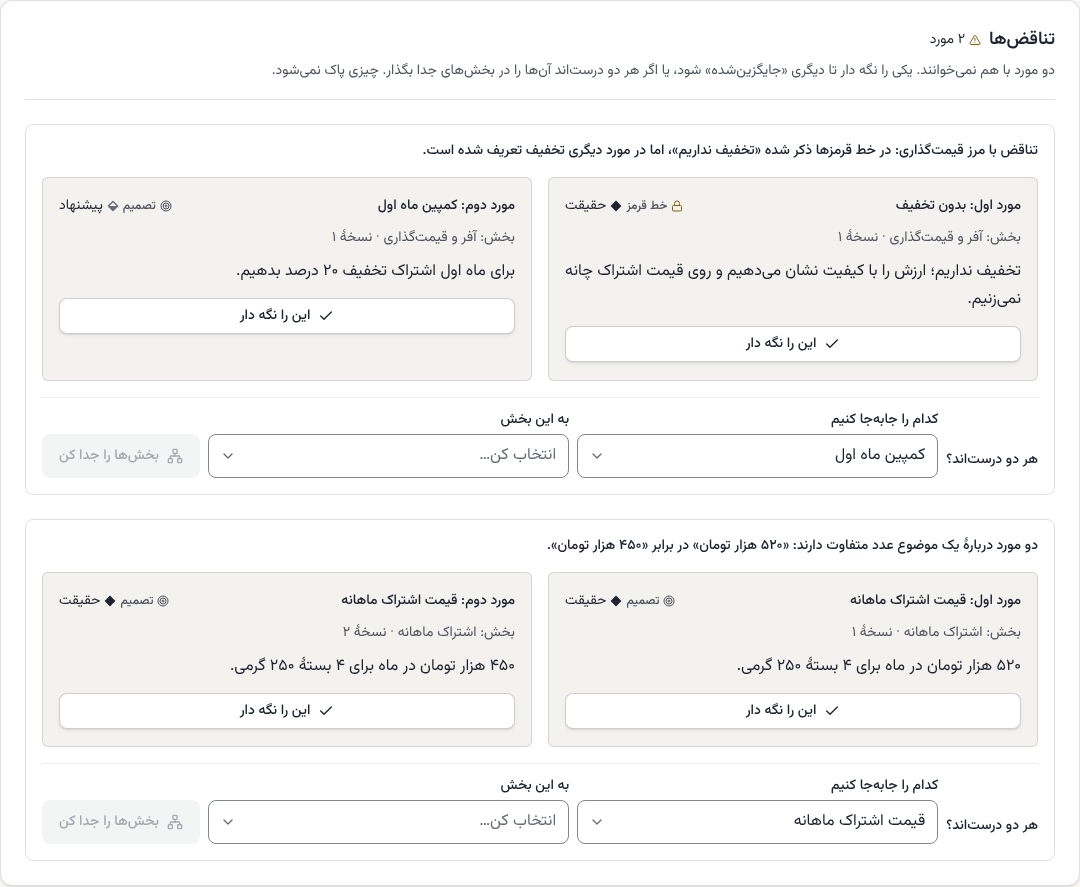 تناقض‌ها ۲ مورد
دو مورد با هم نمی‌خوانند. یکی را نگه دار تا دیگری «جایگزین‌شده» شود، یا اگر هر دو درست‌اند آن‌ها را در بخش‌های جدا بگذار. چیزی پاک نمی‌شود.
تناقض با مرز قیمت‌گذاری: در خط قرمزها ذکر شده «تخفیف نداریم»، اما در مورد دیگری تخفیف تعریف شده است.
مورد اول: بدون تخفیف
خط قرمز ◆ حقیقت
بخش: آفر و قیمت‌گذاری · نسخهٔ ۱
تخفیف نداریم؛ ارزش را با کیفیت نشان می‌دهیم و روی قیمت اشتراک چانه
نمی‌زنیم.
این را نگه دار
مورد دوم: کمپین ماه اول
تصمیم ⬙ پیشنهاد
بخش: آفر و قیمت‌گذاری · نسخهٔ ۱
برای ماه اول اشتراک تخفیف ۲۰ درصد بدهیم.
این را نگه دار
هر دو درست‌اند؟
کدام را جابه‌جا کنیم
کمپین ماه اول
به این بخش
انتخاب کن…
بخش‌ها را جدا کن
دو مورد دربارهٔ یک موضوع عدد متفاوت دارند: «۵۲۰ هزار تومان» در برابر «۴۵۰ هزار تومان».
مورد اول: قیمت اشتراک ماهانه
تصمیم ◆ حقیقت
بخش: اشتراک ماهانه · نسخهٔ ۱
۵۲۰ هزار تومان در ماه برای ۴ بستهٔ ۲۵۰ گرمی.
این را نگه دار
مورد دوم: قیمت اشتراک ماهانه
تصمیم ◆ حقیقت
بخش: اشتراک ماهانه · نسخهٔ ۲
۴۵۰ هزار تومان در ماه برای ۴ بستهٔ ۲۵۰ گرمی.
این را نگه دار
هر دو درست‌اند؟
کدام را جابه‌جا کنیم
قیمت اشتراک ماهانه
به این بخش
انتخاب کن…
بخش‌ها را جدا کن